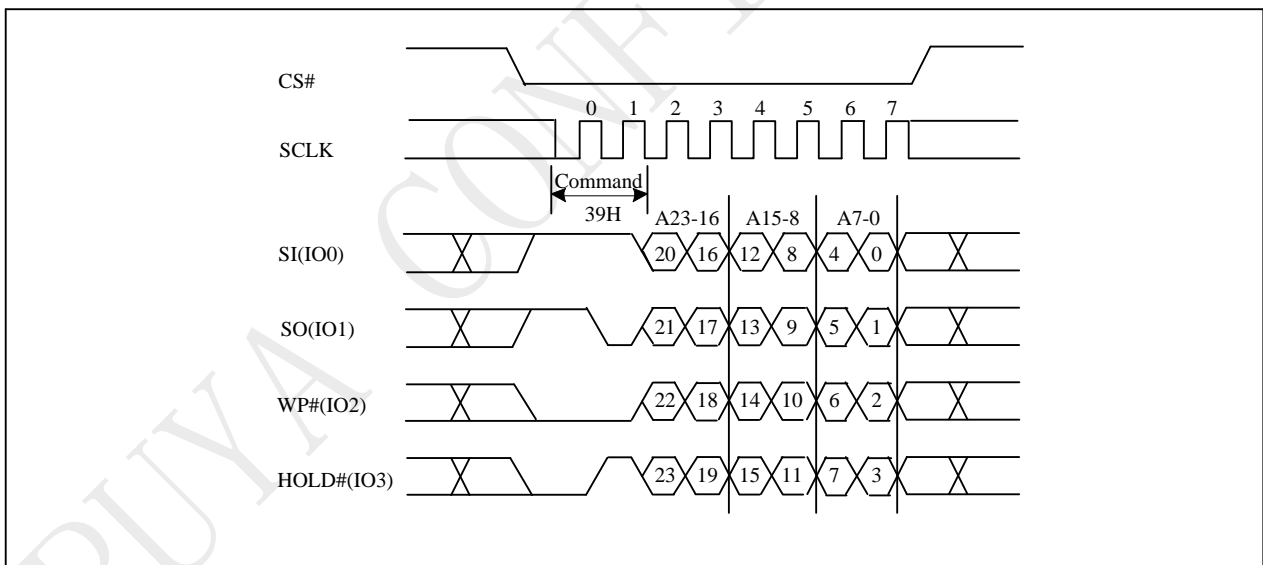 PUYA CONF
CS#
0 1 2 3 4 5 6 7
SCLK
Command
39H
A23-16 A15-8 A7-0
SI(IO0) 20 16 12 8 4 0
SO(IO1) 21 17 13 9 5 1
WP#(IO2) 22 18 14 10 6 2
HOLD#(IO3) 23 19 15 11 7 3